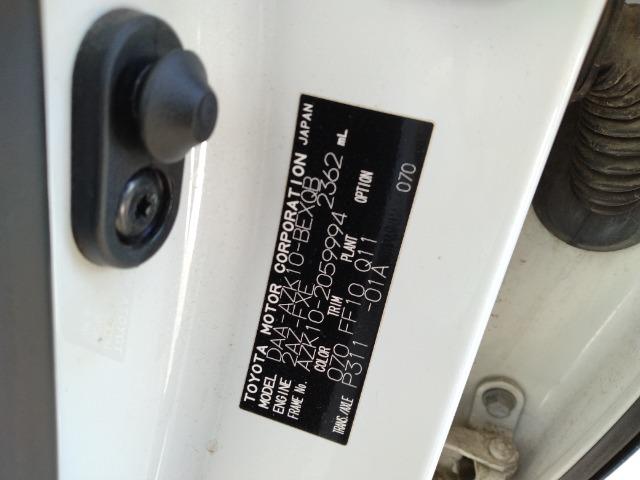 TOYOTA MOTOR CORPORATION JAPAN
MODEL DAA-AZK10-BEXQB
ENGINE 2AZ-FXE 2362 mL
FRAME No. AZK10-2059994
COLOR TRIM PLANT OPTION
070 FF10 Q11
TRANS./AXLE P311 -01A
070